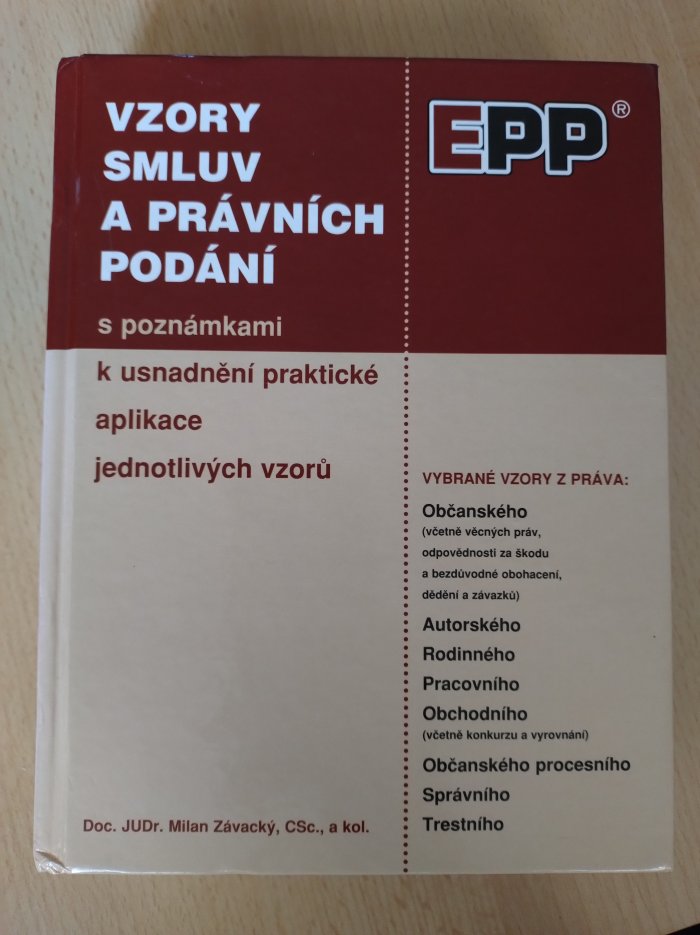 VZORY
SMLUV
A PRÁVNÍCH
PODÁNÍ
s poznámkami
k usnadnění praktické
aplikace
jednotlivých vzorů
Doc. JUDr. Milan Závacký, CSc., a kol.
EPP®
VYBRANÉ VZORY Z PRÁVA:
Občanského
(včetně věcných práv,
odpovědnosti za škodu
a bezdůvodné obohacení,
dědění a závazků)
Autorského
Rodinného
Pracovního
Obchodního
(včetně konkurzu a vyrovnání)
Občanského procesního
Správního
Trestního